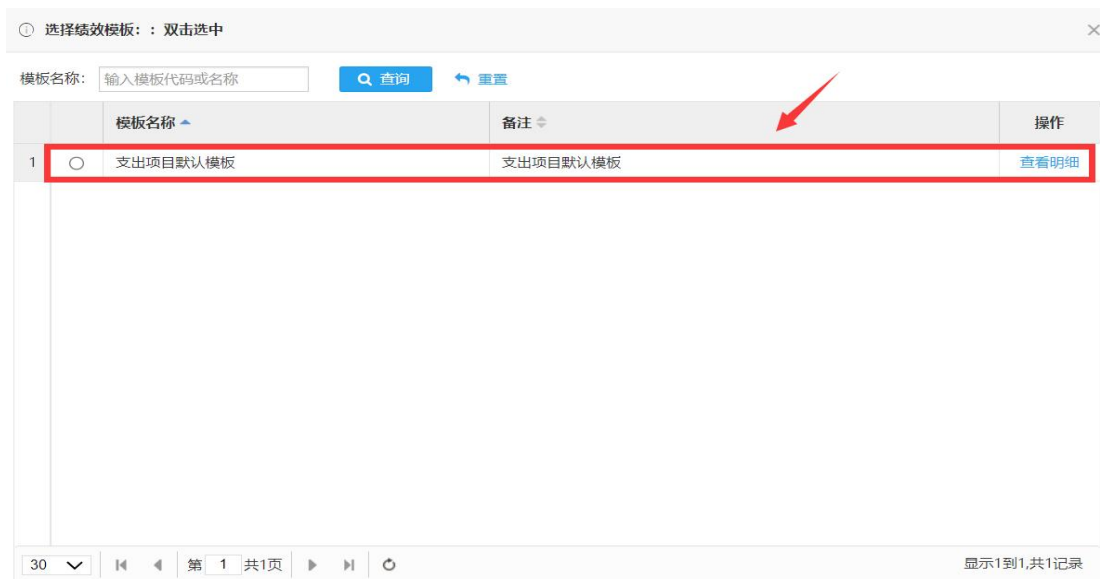 选择绩效模板：：双击选中
模板名称： 输入模板代码或名称 查询 重置
模板名称 备注 操作
1 支出项目默认模板 支出项目默认模板 查看明细
30 第 1 共1页 显示1到1,共1记录